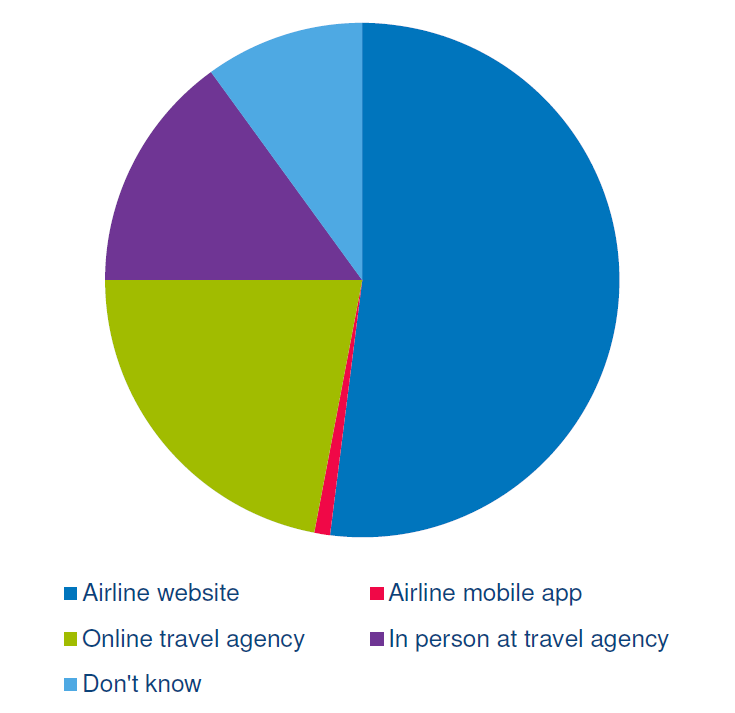 Airline website
Airline mobile app
Online travel agency
In person at travel agency
Don't know